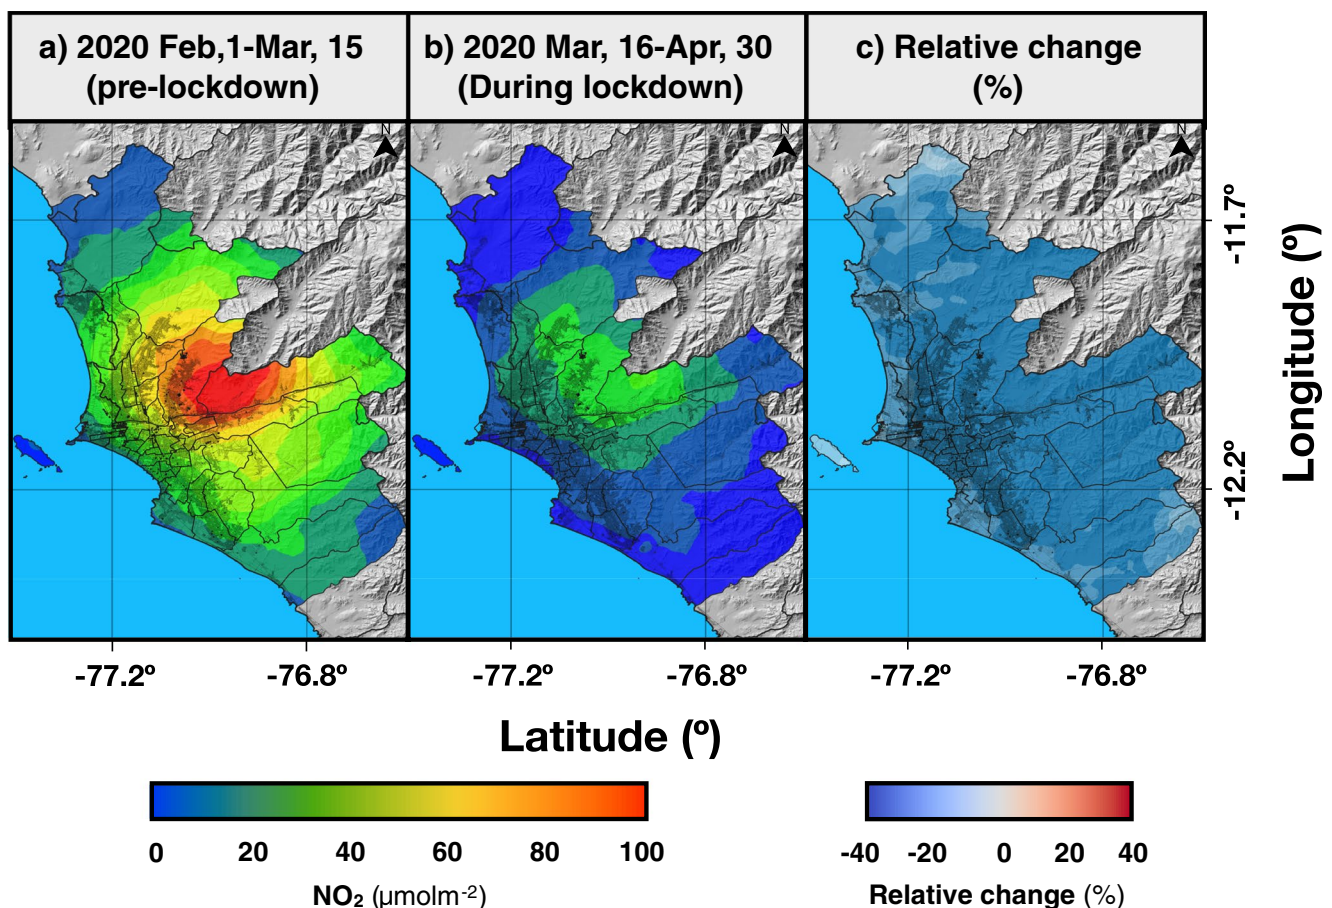 a) 2020 Feb,1-Mar, 15
(pre-lockdown)
b) 2020 Mar, 16-Apr, 30
(During lockdown)
c) Relative change
(%)
N
N
N
-11.7º
-12.2º
Longitude (º)
-77.2º
-76.8º
-77.2º
-76.8º
-77.2º
-76.8º
Latitude (º)
0 20 40 60 80 100
NO₂ (µmolm⁻²)
-40 -20 0 20 40
Relative change (%)